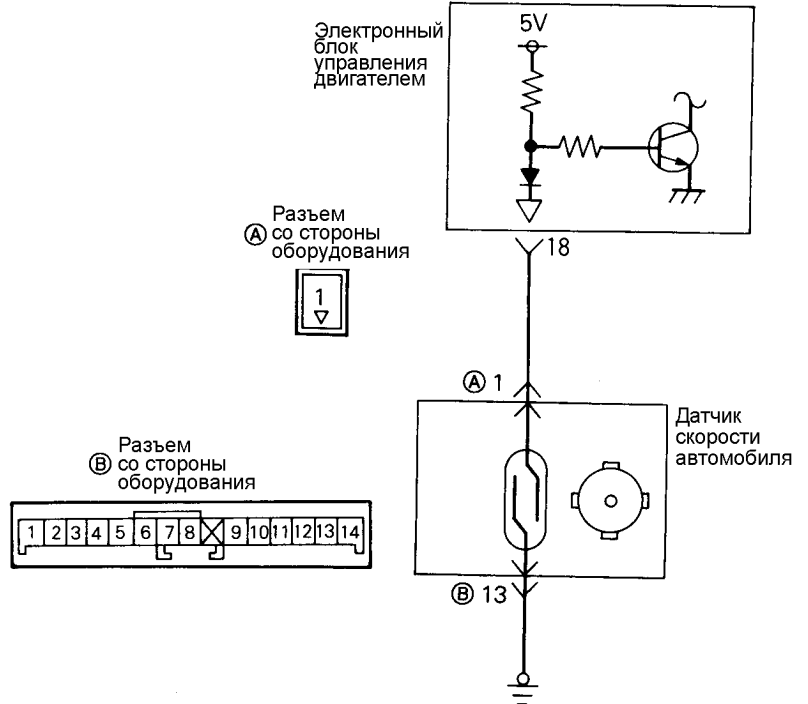 Электронный
блок
управления
двигателем
5V
18
Разъем
A со стороны
оборудования
1
A 1
Датчик
скорости
автомобиля
Разъем
B со стороны
оборудования
1 2 3 4 5 6 7 8 9 10 11 12 13 14
B 13